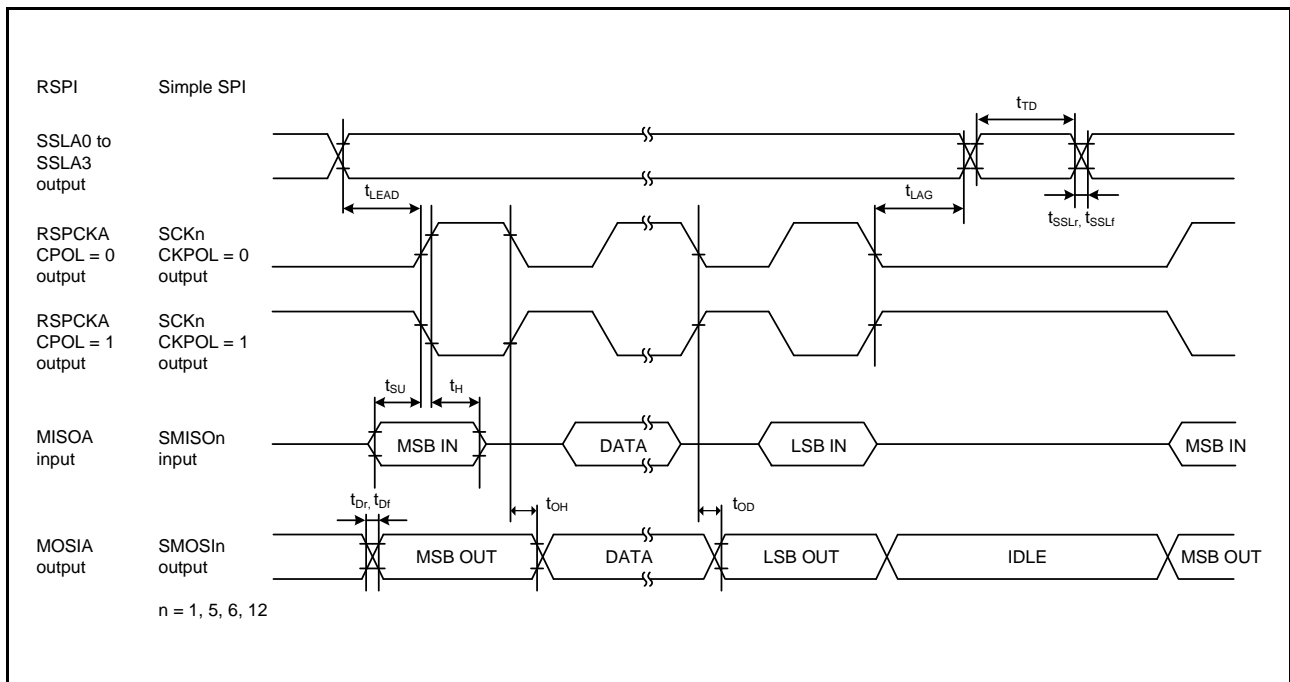 RSPI Simple SPI
tTD
SSLA0 to
SSLA3
output
tLEAD tLAG
tSSLr, tSSLf
RSPCKA SCKn
CPOL = 0 CKPOL = 0
output output
RSPCKA SCKn
CPOL = 1 CKPOL = 1
output output
tSU tH
MISOA SMISOn
input input
MSB IN DATA LSB IN MSB IN
tDr, tDf tOH tOD
MOSIA SMOSIn
output output
MSB OUT DATA LSB OUT IDLE MSB OUT
n = 1, 5, 6, 12